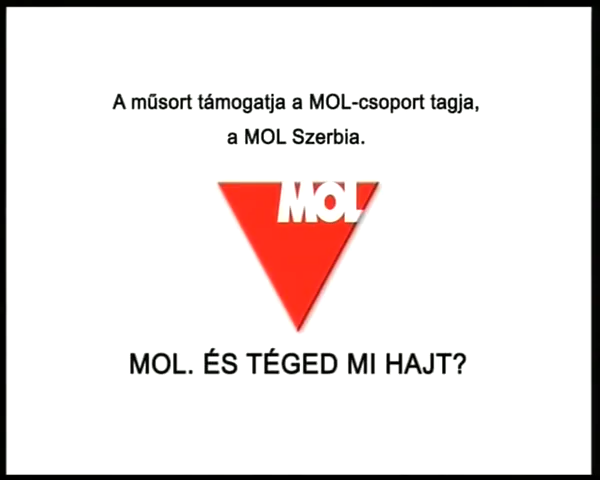 A műsort támogatja a MOL-csoport tagja,
a MOL Szerbia.
MOL
MOL. ÉS TÉGED MI HAJT?